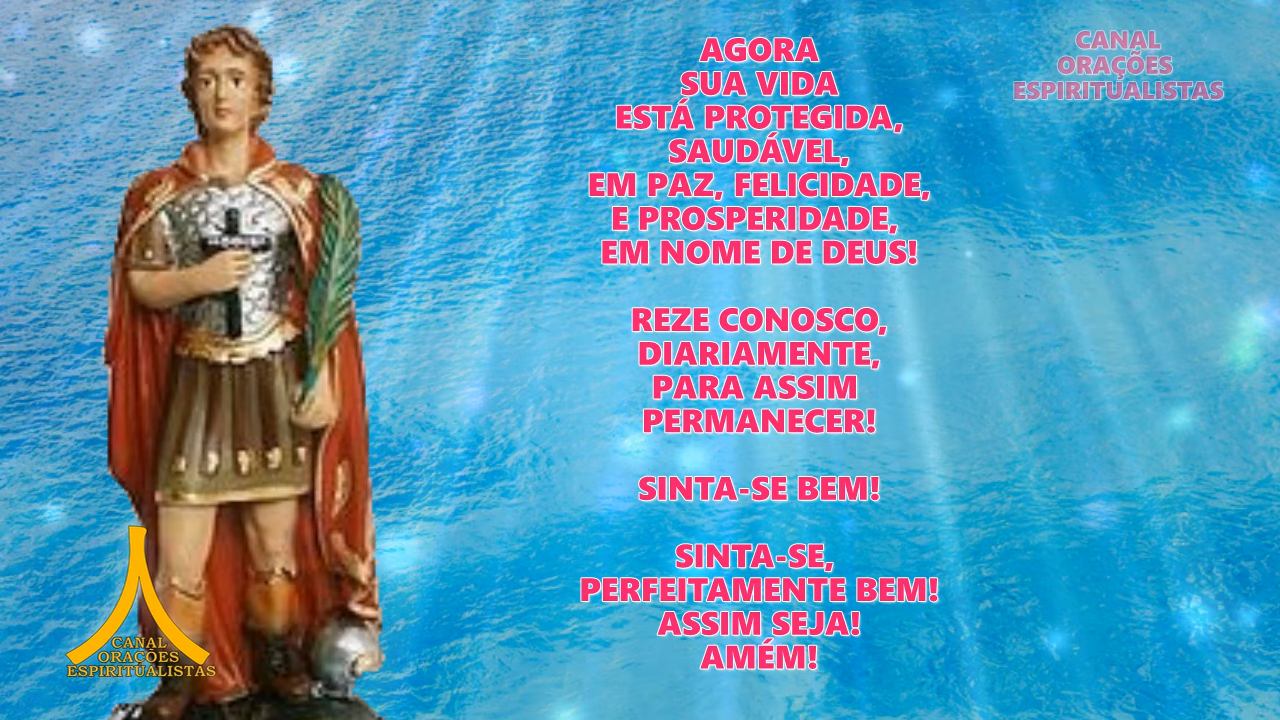 AGORA
SUA VIDA
ESTÁ PROTEGIDA,
SAUDÁVEL,
EM PAZ, FELICIDADE,
E PROSPERIDADE,
EM NOME DE DEUS!
REZE CONOSCO,
DIARIAMENTE,
PARA ASSIM
PERMANECER!
SINTA-SE BEM!
SINTA-SE,
PERFEITAMENTE BEM!
ASSIM SEJA!
AMÉM!
CANAL
ORAÇÕES
ESPIRITUALISTAS
CANAL
ORAÇÕES
ESPIRITUALISTAS